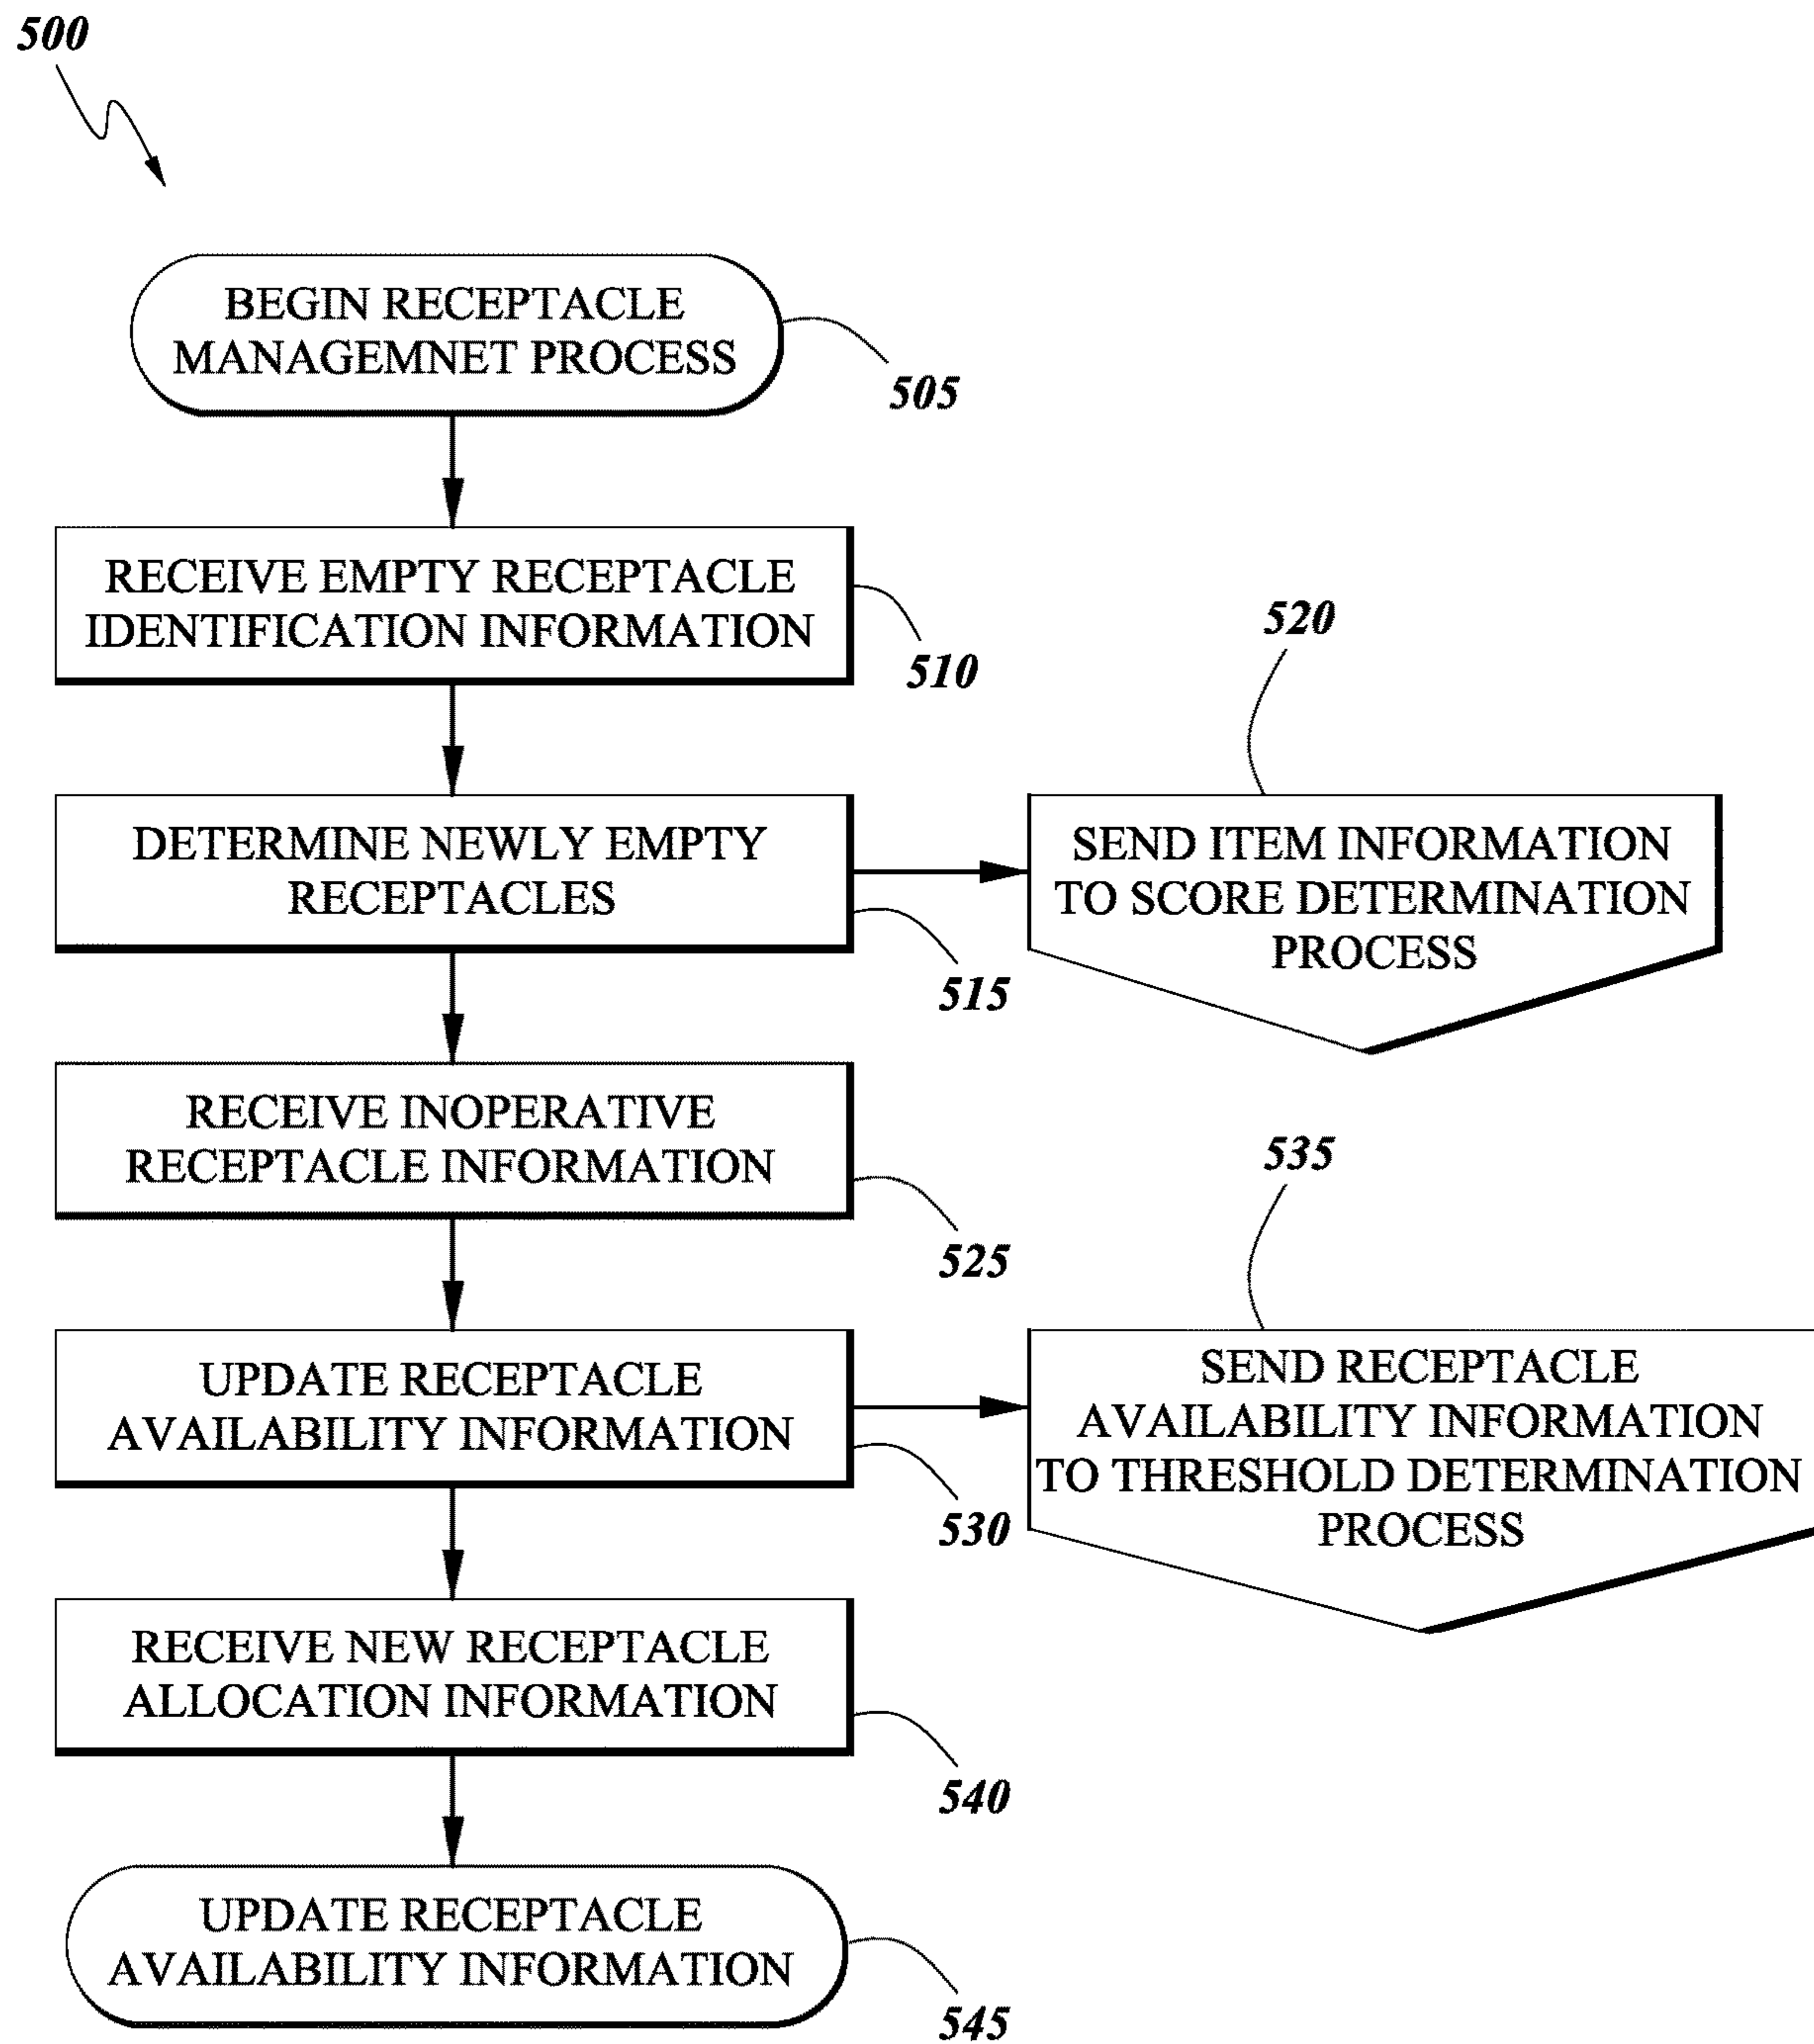 500
BEGIN RECEPTACLE
MANAGEMNET PROCESS
505
RECEIVE EMPTY RECEPTACLE
IDENTIFICATION INFORMATION
510
DETERMINE NEWLY EMPTY
RECEPTACLES
515
520
SEND ITEM INFORMATION
TO SCORE DETERMINATION
PROCESS
RECEIVE INOPERATIVE
RECEPTACLE INFORMATION
525
UPDATE RECEPTACLE
AVAILABILITY INFORMATION
530
535
SEND RECEPTACLE
AVAILABILITY INFORMATION
TO THRESHOLD DETERMINATION
PROCESS
RECEIVE NEW RECEPTACLE
ALLOCATION INFORMATION
540
UPDATE RECEPTACLE
AVAILABILITY INFORMATION
545